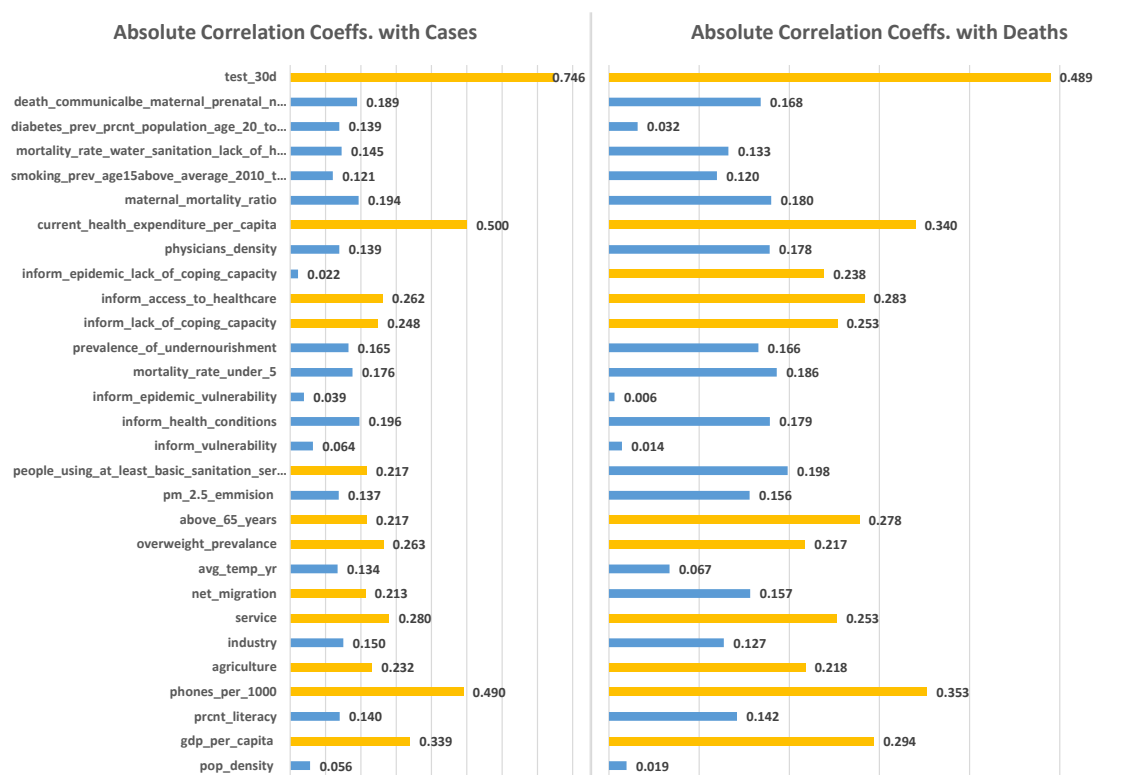 Absolute Correlation Coeffs. with Cases Absolute Correlation Coeffs. with Deaths
test_30d 0.746 0.489
death_communicalbe_maternal_prenatal_n... 0.189 0.168
diabetes_prev_prcnt_population_age_20_to... 0.139 0.032
mortality_rate_water_sanitation_lack_of_h... 0.145 0.133
smoking_prev_age15above_average_2010_t... 0.121 0.120
maternal_mortality_ratio 0.194 0.180
current_health_expenditure_per_capita 0.500 0.340
physicians_density 0.139 0.178
inform_epidemic_lack_of_coping_capacity 0.022 0.238
inform_access_to_healthcare 0.262 0.283
inform_lack_of_coping_capacity 0.248 0.253
prevalence_of_undernourishment 0.165 0.166
mortality_rate_under_5 0.176 0.186
inform_epidemic_vulnerability 0.039 0.006
inform_health_conditions 0.196 0.179
inform_vulnerability 0.064 0.014
people_using_at_least_basic_sanitation_ser... 0.217 0.198
pm_2.5_emmision 0.137 0.156
above_65_years 0.217 0.278
overweight_prevalance 0.263 0.217
avg_temp_yr 0.134 0.067
net_migration 0.213 0.157
service 0.280 0.253
industry 0.150 0.127
agriculture 0.232 0.218
phones_per_1000 0.490 0.353
prcnt_literacy 0.140 0.142
gdp_per_capita 0.339 0.294
pop_density 0.056 0.019